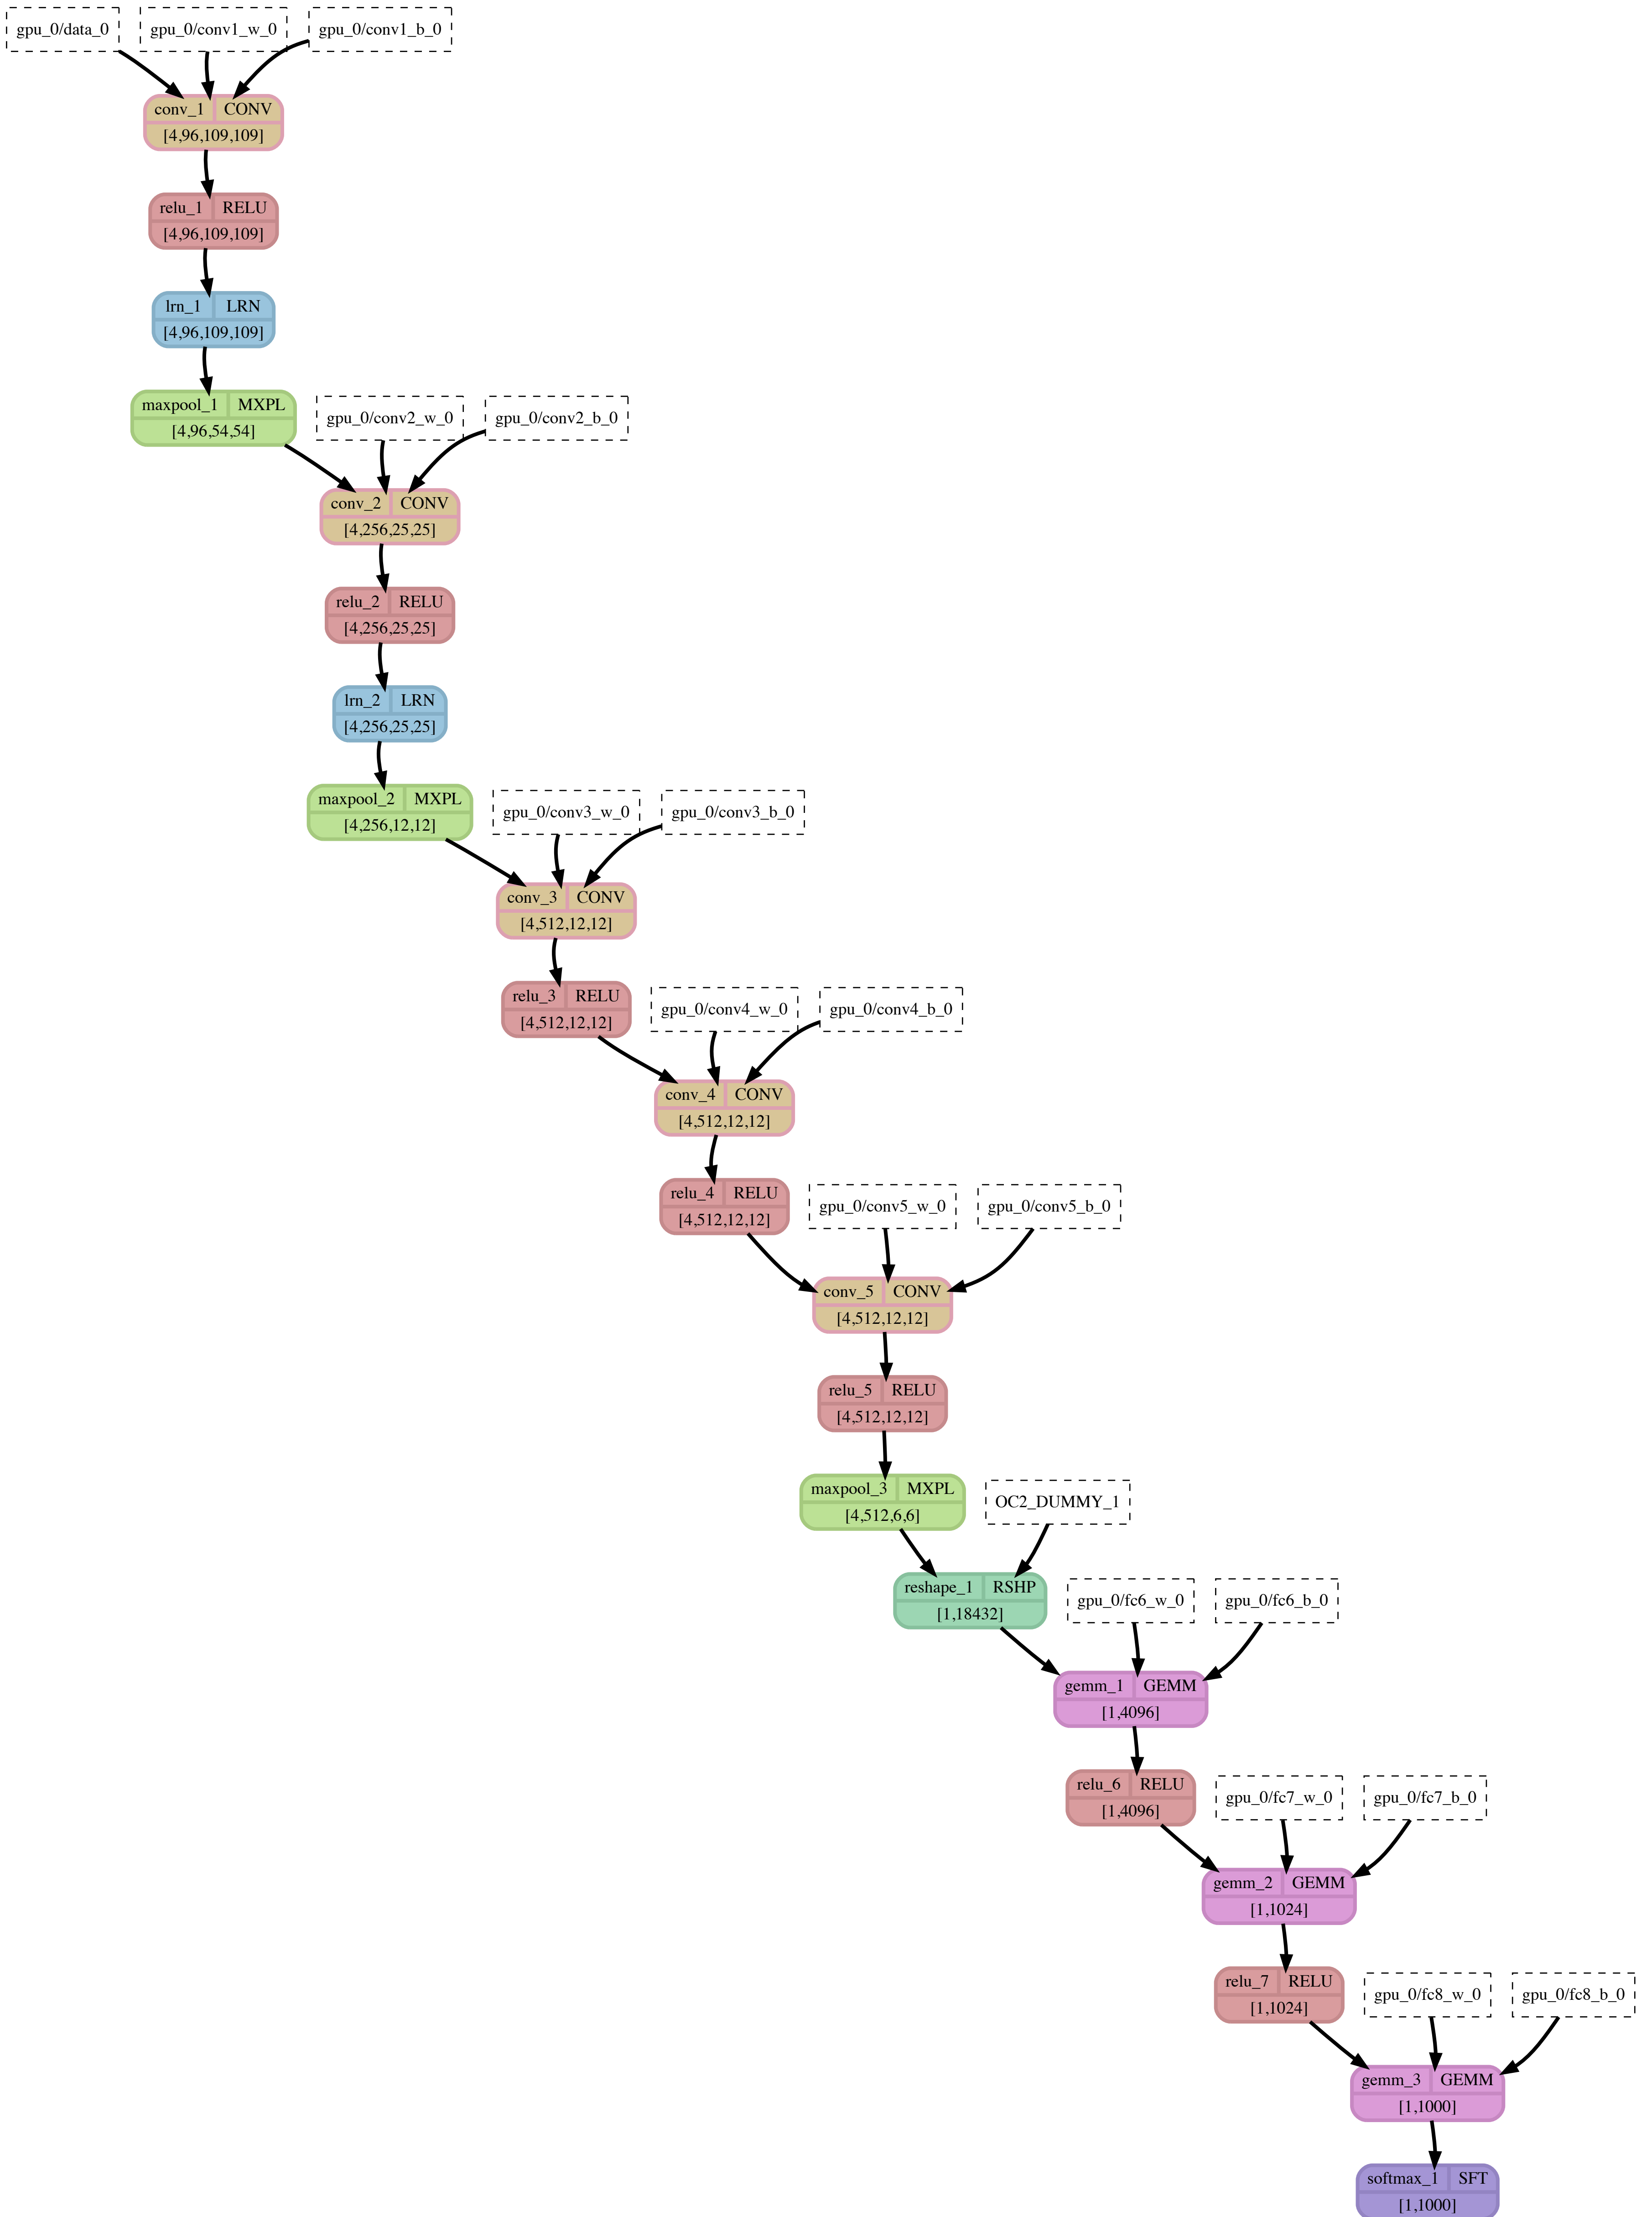 gpu_0/data_0
gpu_0/conv1_w_0
gpu_0/conv1_b_0
conv_1 CONV
[4,96,109,109]
relu_1 RELU
[4,96,109,109]
lrn_1 LRN
[4,96,109,109]
maxpool_1 MXPL
[4,96,54,54]
gpu_0/conv2_w_0
gpu_0/conv2_b_0
conv_2 CONV
[4,256,25,25]
relu_2 RELU
[4,256,25,25]
lrn_2 LRN
[4,256,25,25]
maxpool_2 MXPL
[4,256,12,12]
gpu_0/conv3_w_0
gpu_0/conv3_b_0
conv_3 CONV
[4,512,12,12]
relu_3 RELU
[4,512,12,12]
gpu_0/conv4_w_0
gpu_0/conv4_b_0
conv_4 CONV
[4,512,12,12]
relu_4 RELU
[4,512,12,12]
gpu_0/conv5_w_0
gpu_0/conv5_b_0
conv_5 CONV
[4,512,12,12]
relu_5 RELU
[4,512,12,12]
maxpool_3 MXPL
[4,512,6,6]
OC2_DUMMY_1
reshape_1 RSHP
[1,18432]
gpu_0/fc6_w_0
gpu_0/fc6_b_0
gemm_1 GEMM
[1,4096]
relu_6 RELU
[1,4096]
gpu_0/fc7_w_0
gpu_0/fc7_b_0
gemm_2 GEMM
[1,1024]
relu_7 RELU
[1,1024]
gpu_0/fc8_w_0
gpu_0/fc8_b_0
gemm_3 GEMM
[1,1000]
softmax_1 SFT
[1,1000]